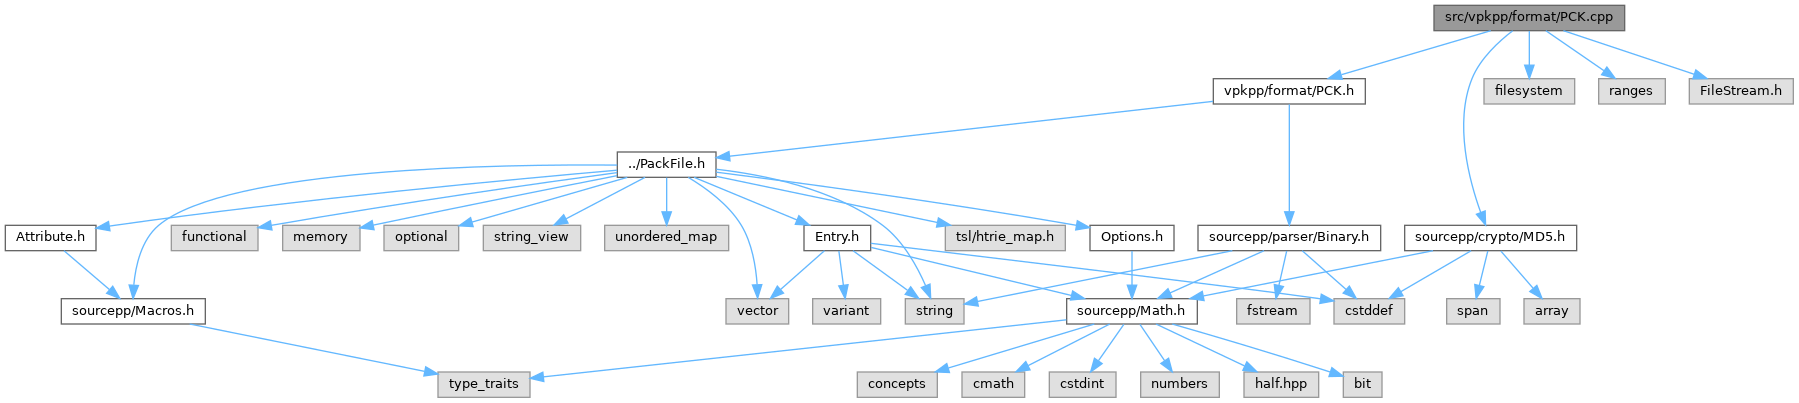 src/vpkpp/format/PCK.cpp
vpkpp/format/PCK.h
filesystem
ranges
FileStream.h
../PackFile.h
Attribute.h
functional
memory
optional
string_view
unordered_map
Entry.h
tsl/htrie_map.h
Options.h
sourcepp/parser/Binary.h
sourcepp/crypto/MD5.h
sourcepp/Macros.h
vector
variant
string
sourcepp/Math.h
fstream
cstddef
span
array
type_traits
concepts
cmath
cstdint
numbers
half.hpp
bit